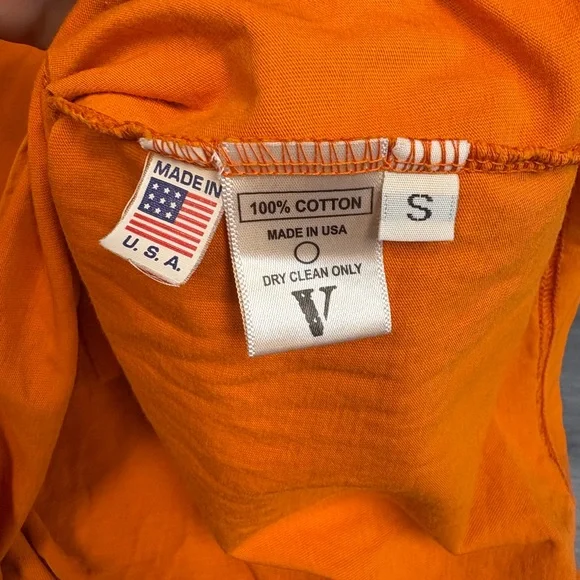 MADE IN
U.S.A.
100% COTTON
MADE IN USA
DRY CLEAN ONLY
V
S